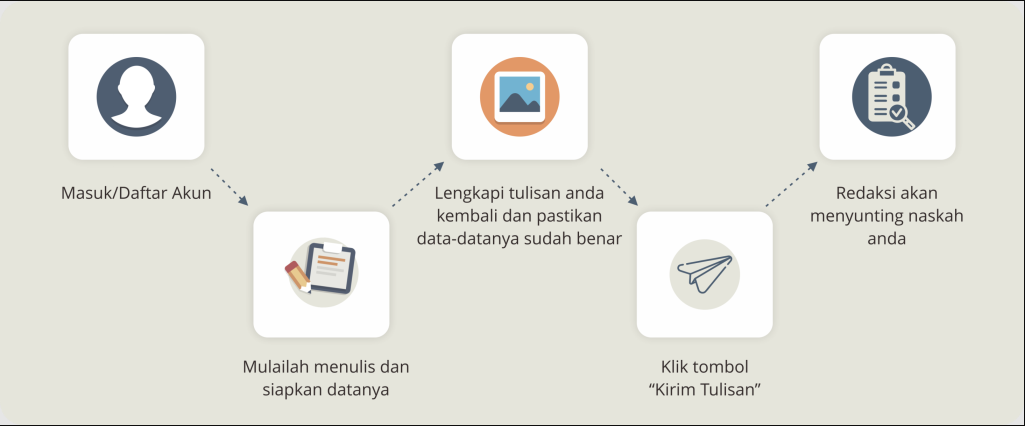 Masuk/Daftar Akun
Mulailah menulis dan
siapkan datanya
Lengkapi tulisan anda
kembali dan pastikan
data-datanya sudah benar
Klik tombol
“Kirim Tulisan”
Redaksi akan
menyunting naskah
anda